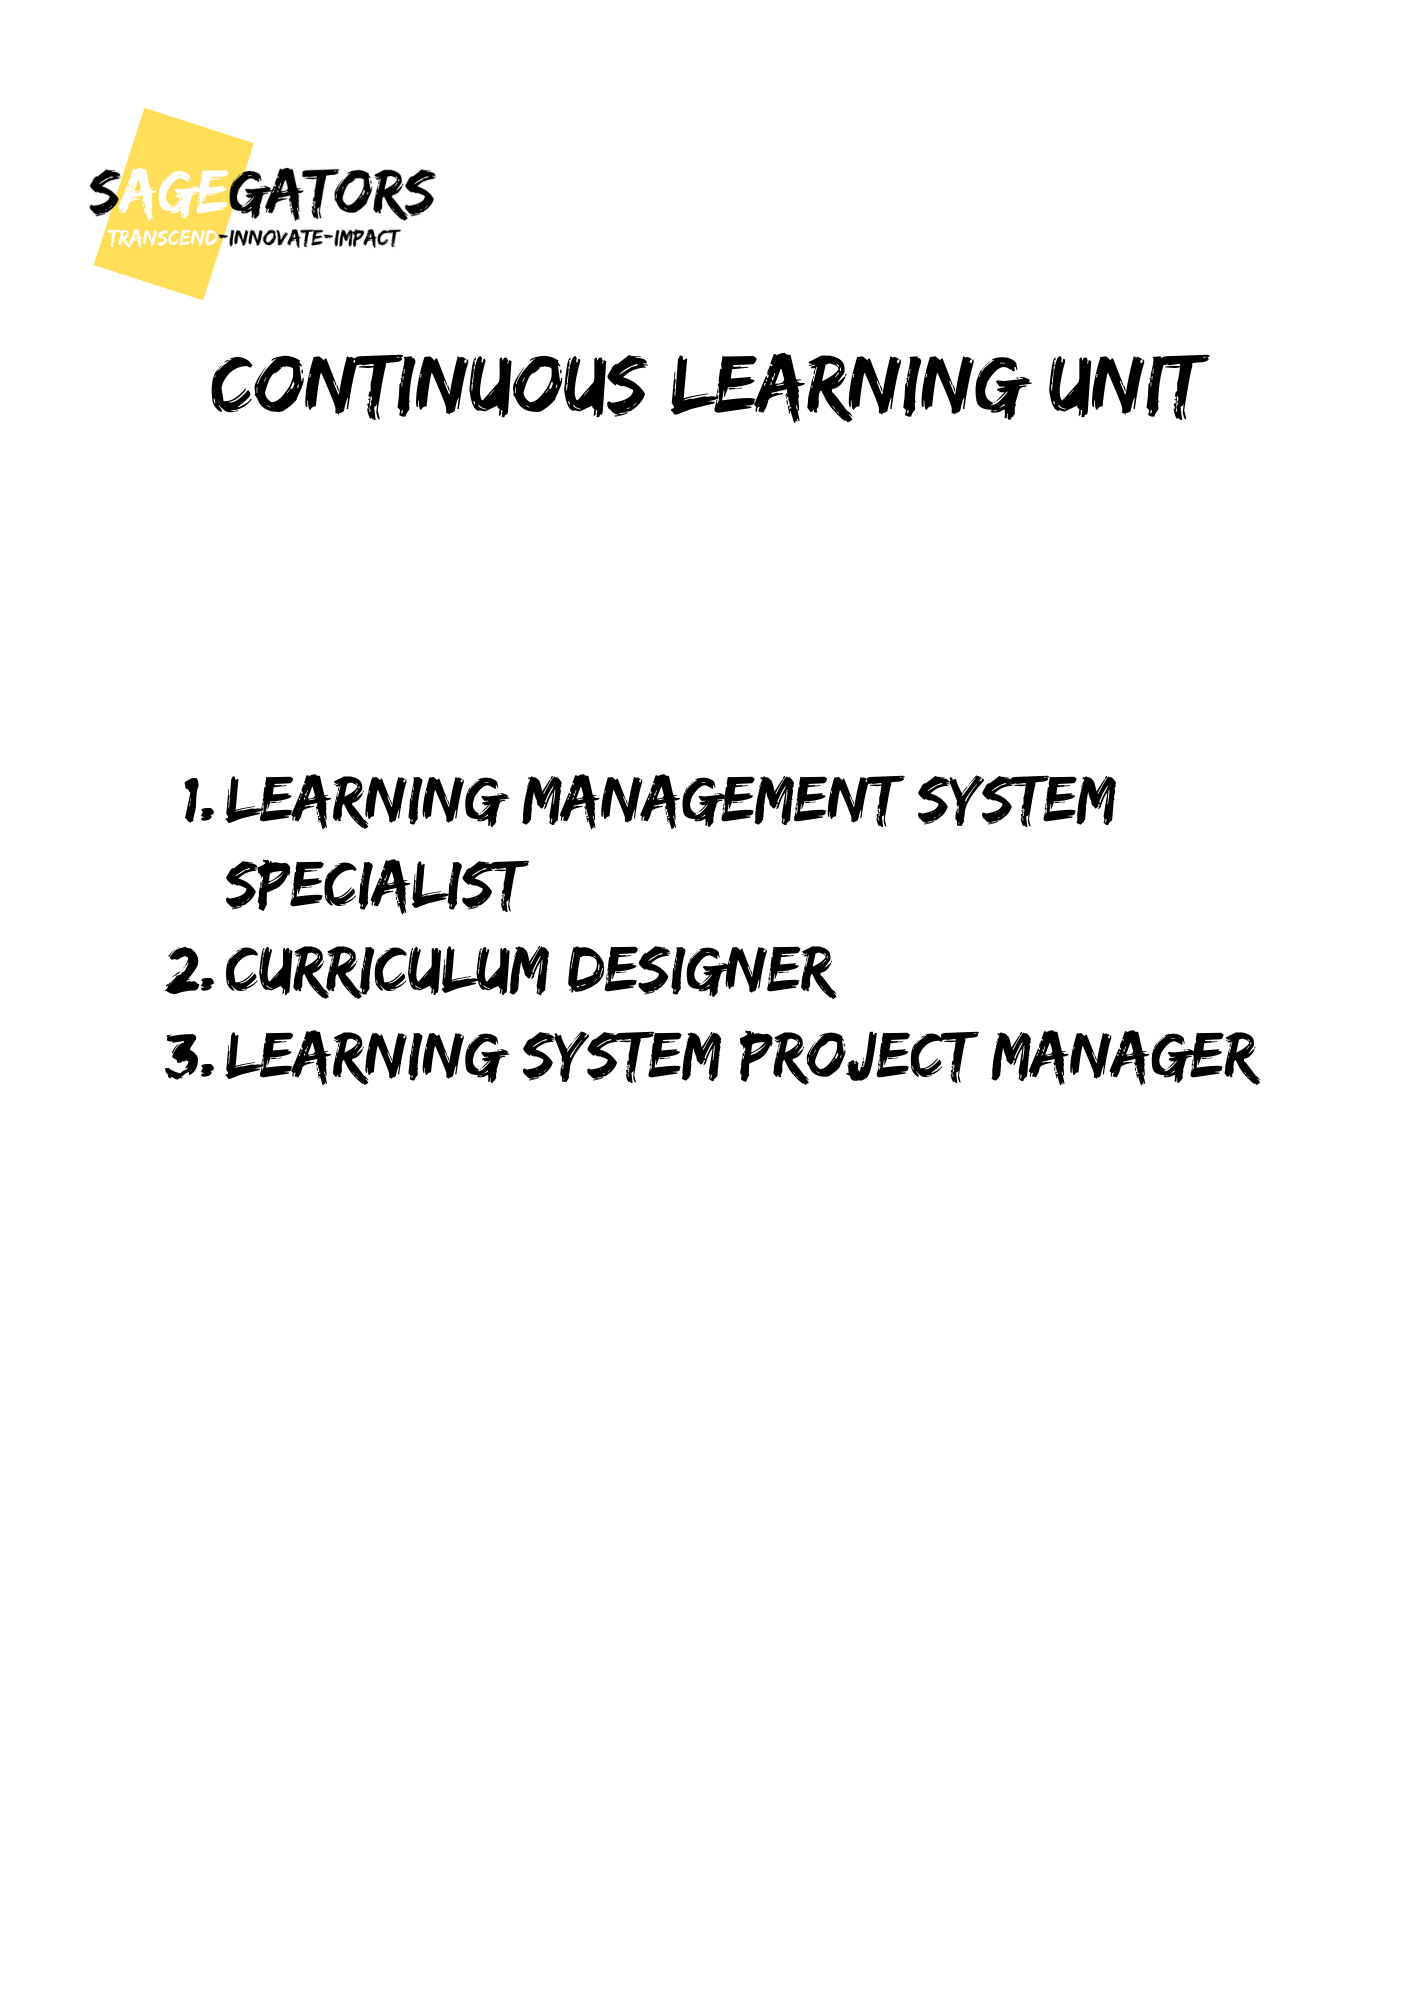 SAGEGATORS
TRANSCEND-INNOVATE-IMPACT
CONTINUOUS LEARNING UNIT
1. LEARNING MANAGEMENT SYSTEM
SPECIALIST
2. CURRICULUM DESIGNER
3. LEARNING SYSTEM PROJECT MANAGER